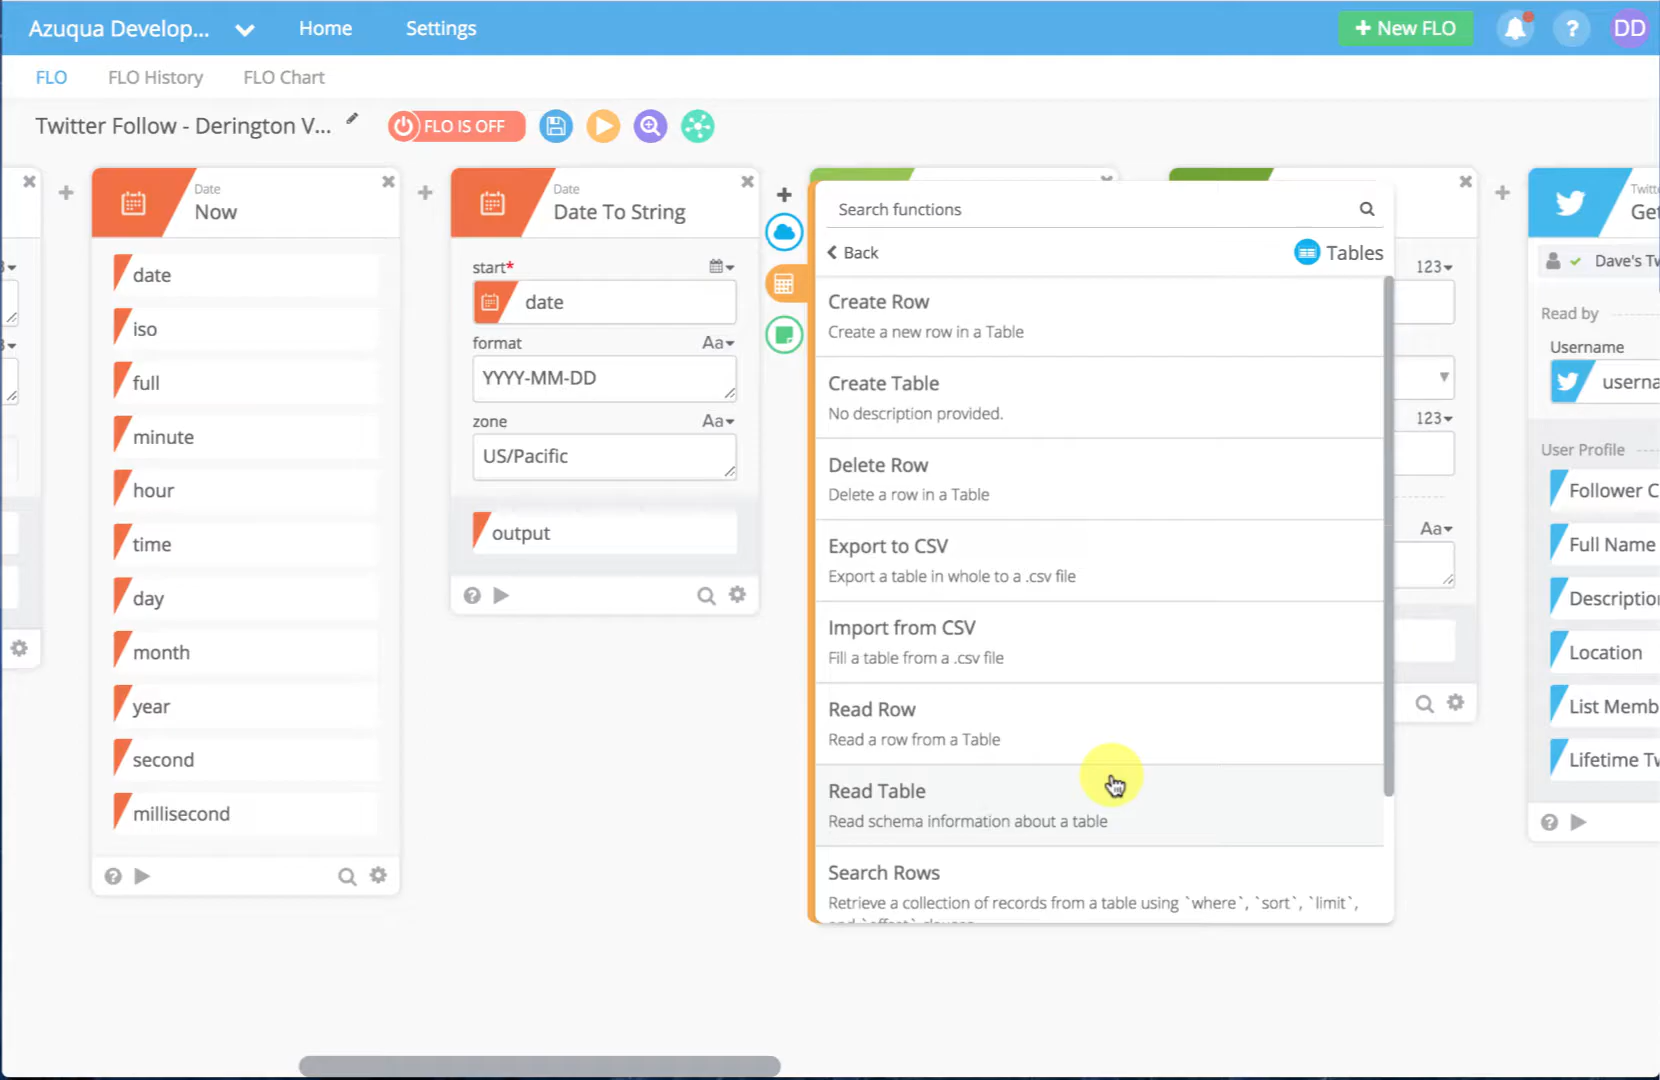 Azuqua Develop...
Home
Settings
+ New FLO
?
DD
FLO
FLO History
FLO Chart
Twitter Follow - Derington V...
FLO IS OFF
Date
Now
date
iso
full
minute
hour
time
day
month
year
second
millisecond
Date
Date To String
start*
date
format
Aa
YYYY-MM-DD
zone
Aa
US/Pacific
output
Search functions
Back
Tables
Create Row
Create a new row in a Table
Create Table
No description provided.
Delete Row
Delete a row in a Table
Export to CSV
Export a table in whole to a .csv file
Import from CSV
Fill a table from a .csv file
Read Row
Read a row from a Table
Read Table
Read schema information about a table
Search Rows
Retrieve a collection of records from a table using `where`, `sort`, `limit`,
123
123
Aa
Twitt
Get
Dave's Tw
Read by
Username
userna
User Profile
Follower C
Full Name
Descriptio
Location
List Memb
Lifetime Tw